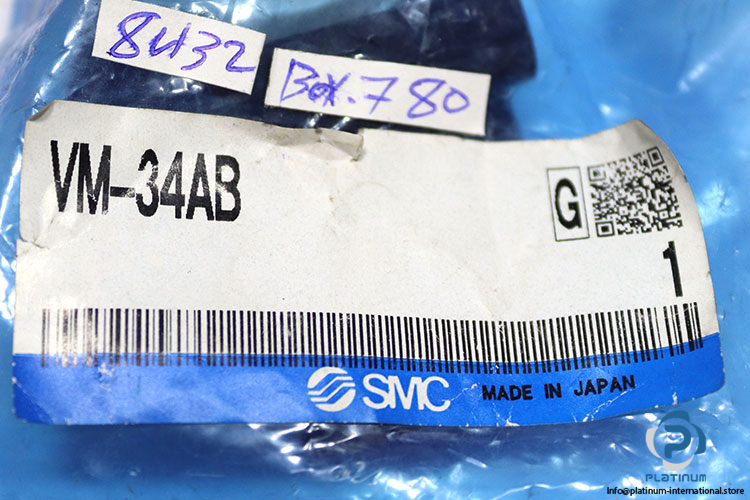 8432
Box.780
VM-34AB
G
1
SMC MADE IN JAPAN
PLATINUM
Info@platinum-international.store